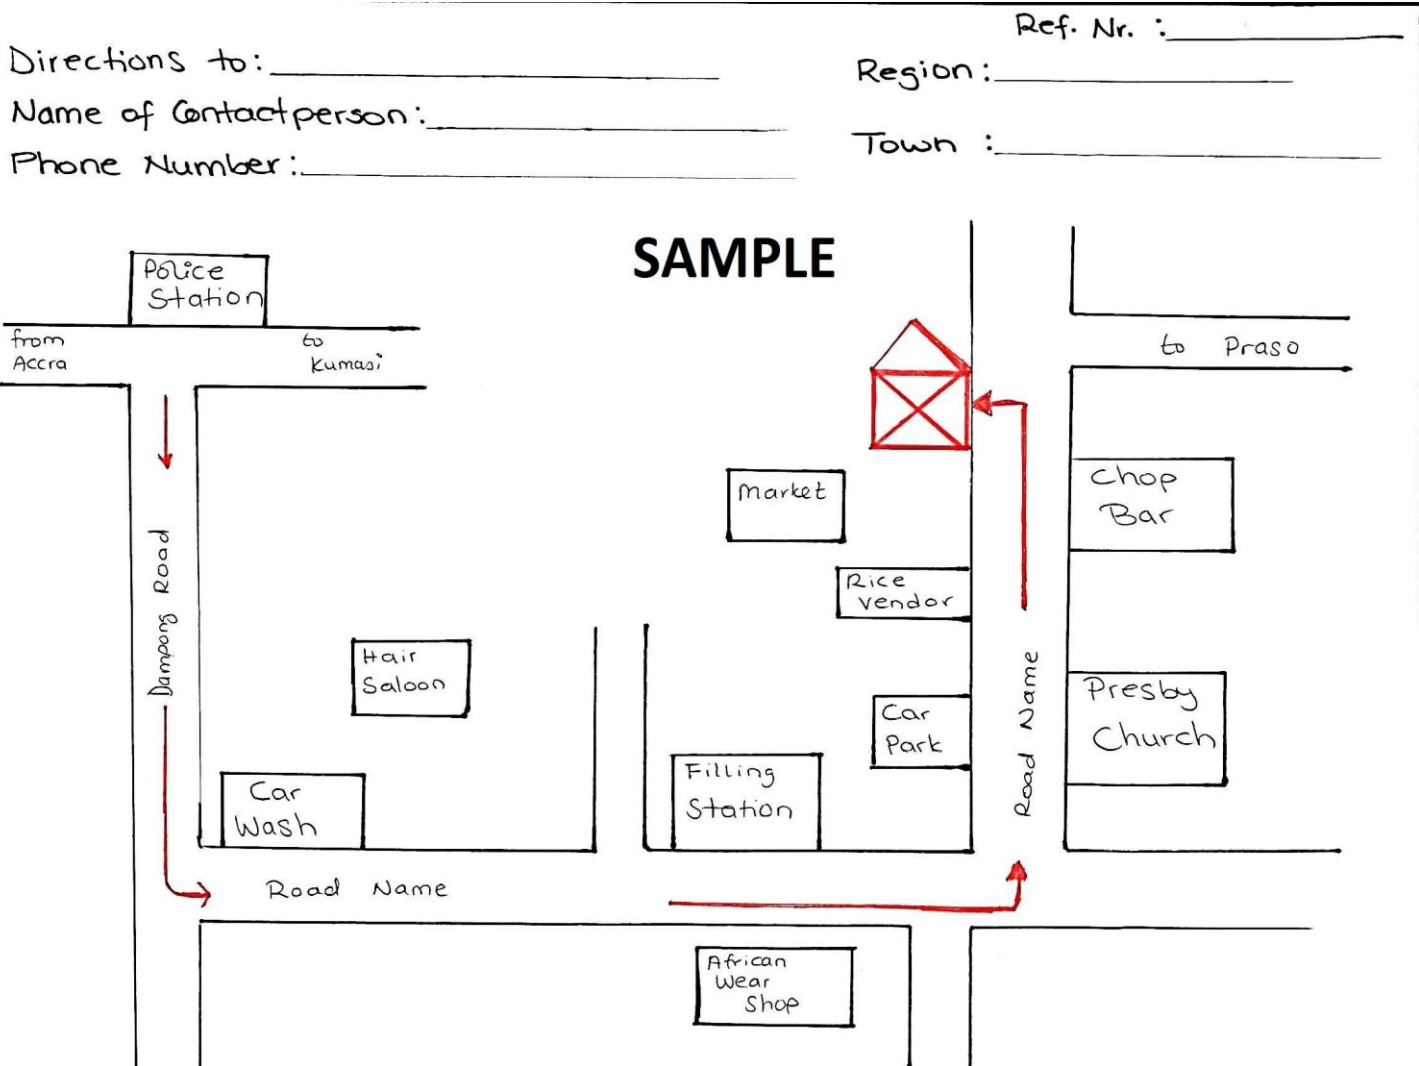 Ref. Nr. :
Directions to:
Region:
Name of Contactperson:
Town :
Phone Number:
SAMPLE
Police
Station
from
Accra
to
Kumasi
to Praso
Chop
Bar
Market
Rice
vendor
Dampong Road
Hair
Saloon
Car
Park
Road Name
Presby
Church
Filling
Station
Car
Wash
Road Name
African
Wear
Shop